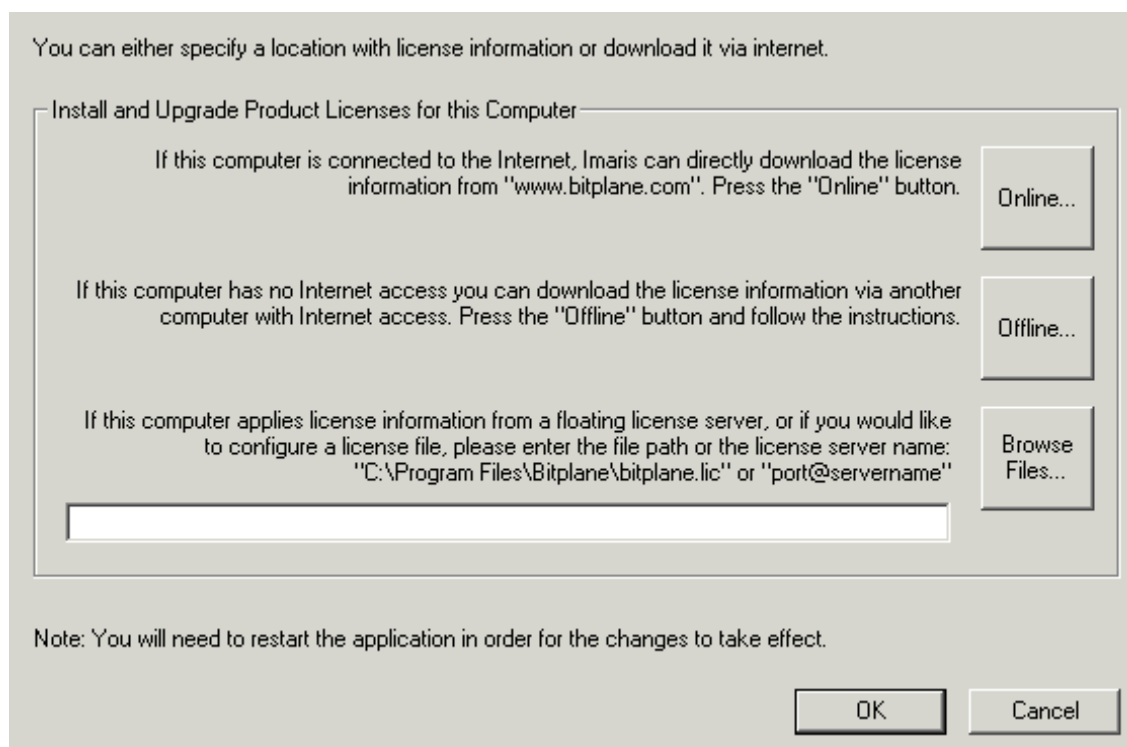 You can either specify a location with license information or download it via internet.
Install and Upgrade Product Licenses for this Computer
If this computer is connected to the Internet, Imaris can directly download the license
information from "www.bitplane.com". Press the "Online" button.
Online...
If this computer has no Internet access you can download the license information via another
computer with Internet access. Press the "Offline" button and follow the instructions.
Offline...
If this computer applies license information from a floating license server, or if you would like
to configure a license file, please enter the file path or the license server name:
"C:\Program Files\Bitplane\bitplane.lic" or "port@servername"
Browse
Files...
Note: You will need to restart the application in order for the changes to take effect.
OK
Cancel